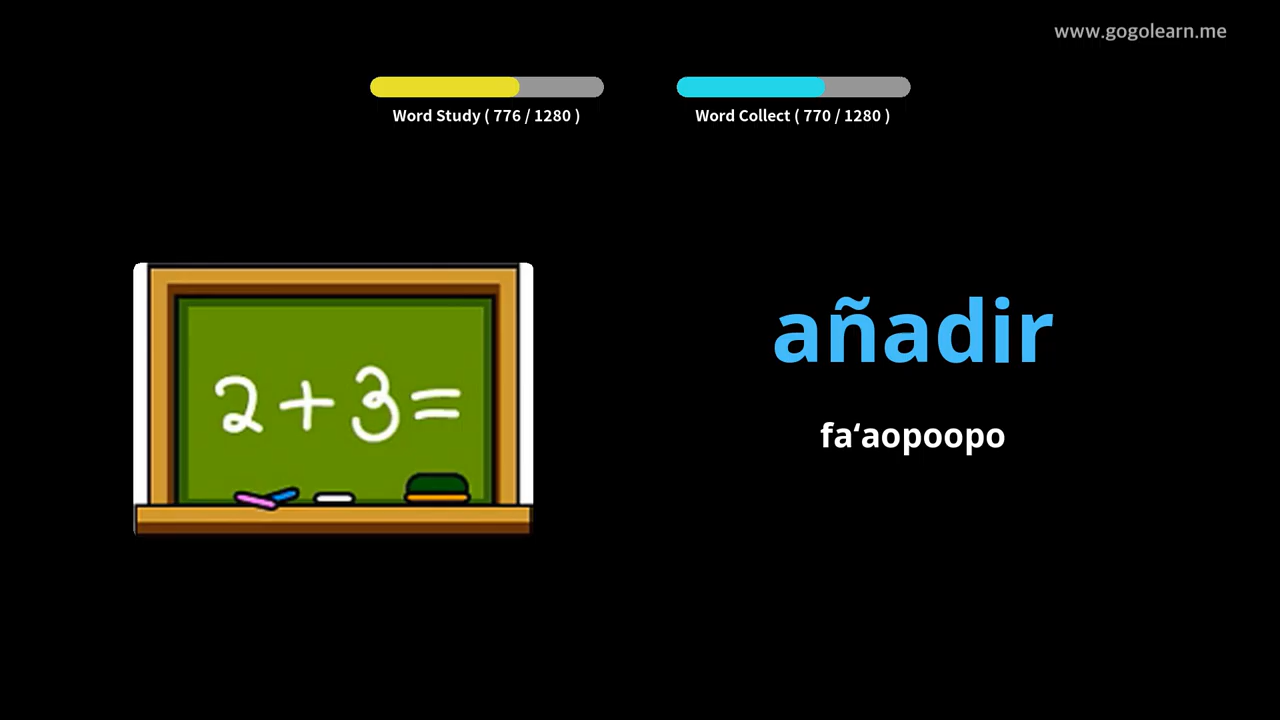 www.gogolearn.me
Word Study ( 776 / 1280 )
Word Collect ( 770 / 1280 )
2 + 3 =
añadir
fa‘aopoopo